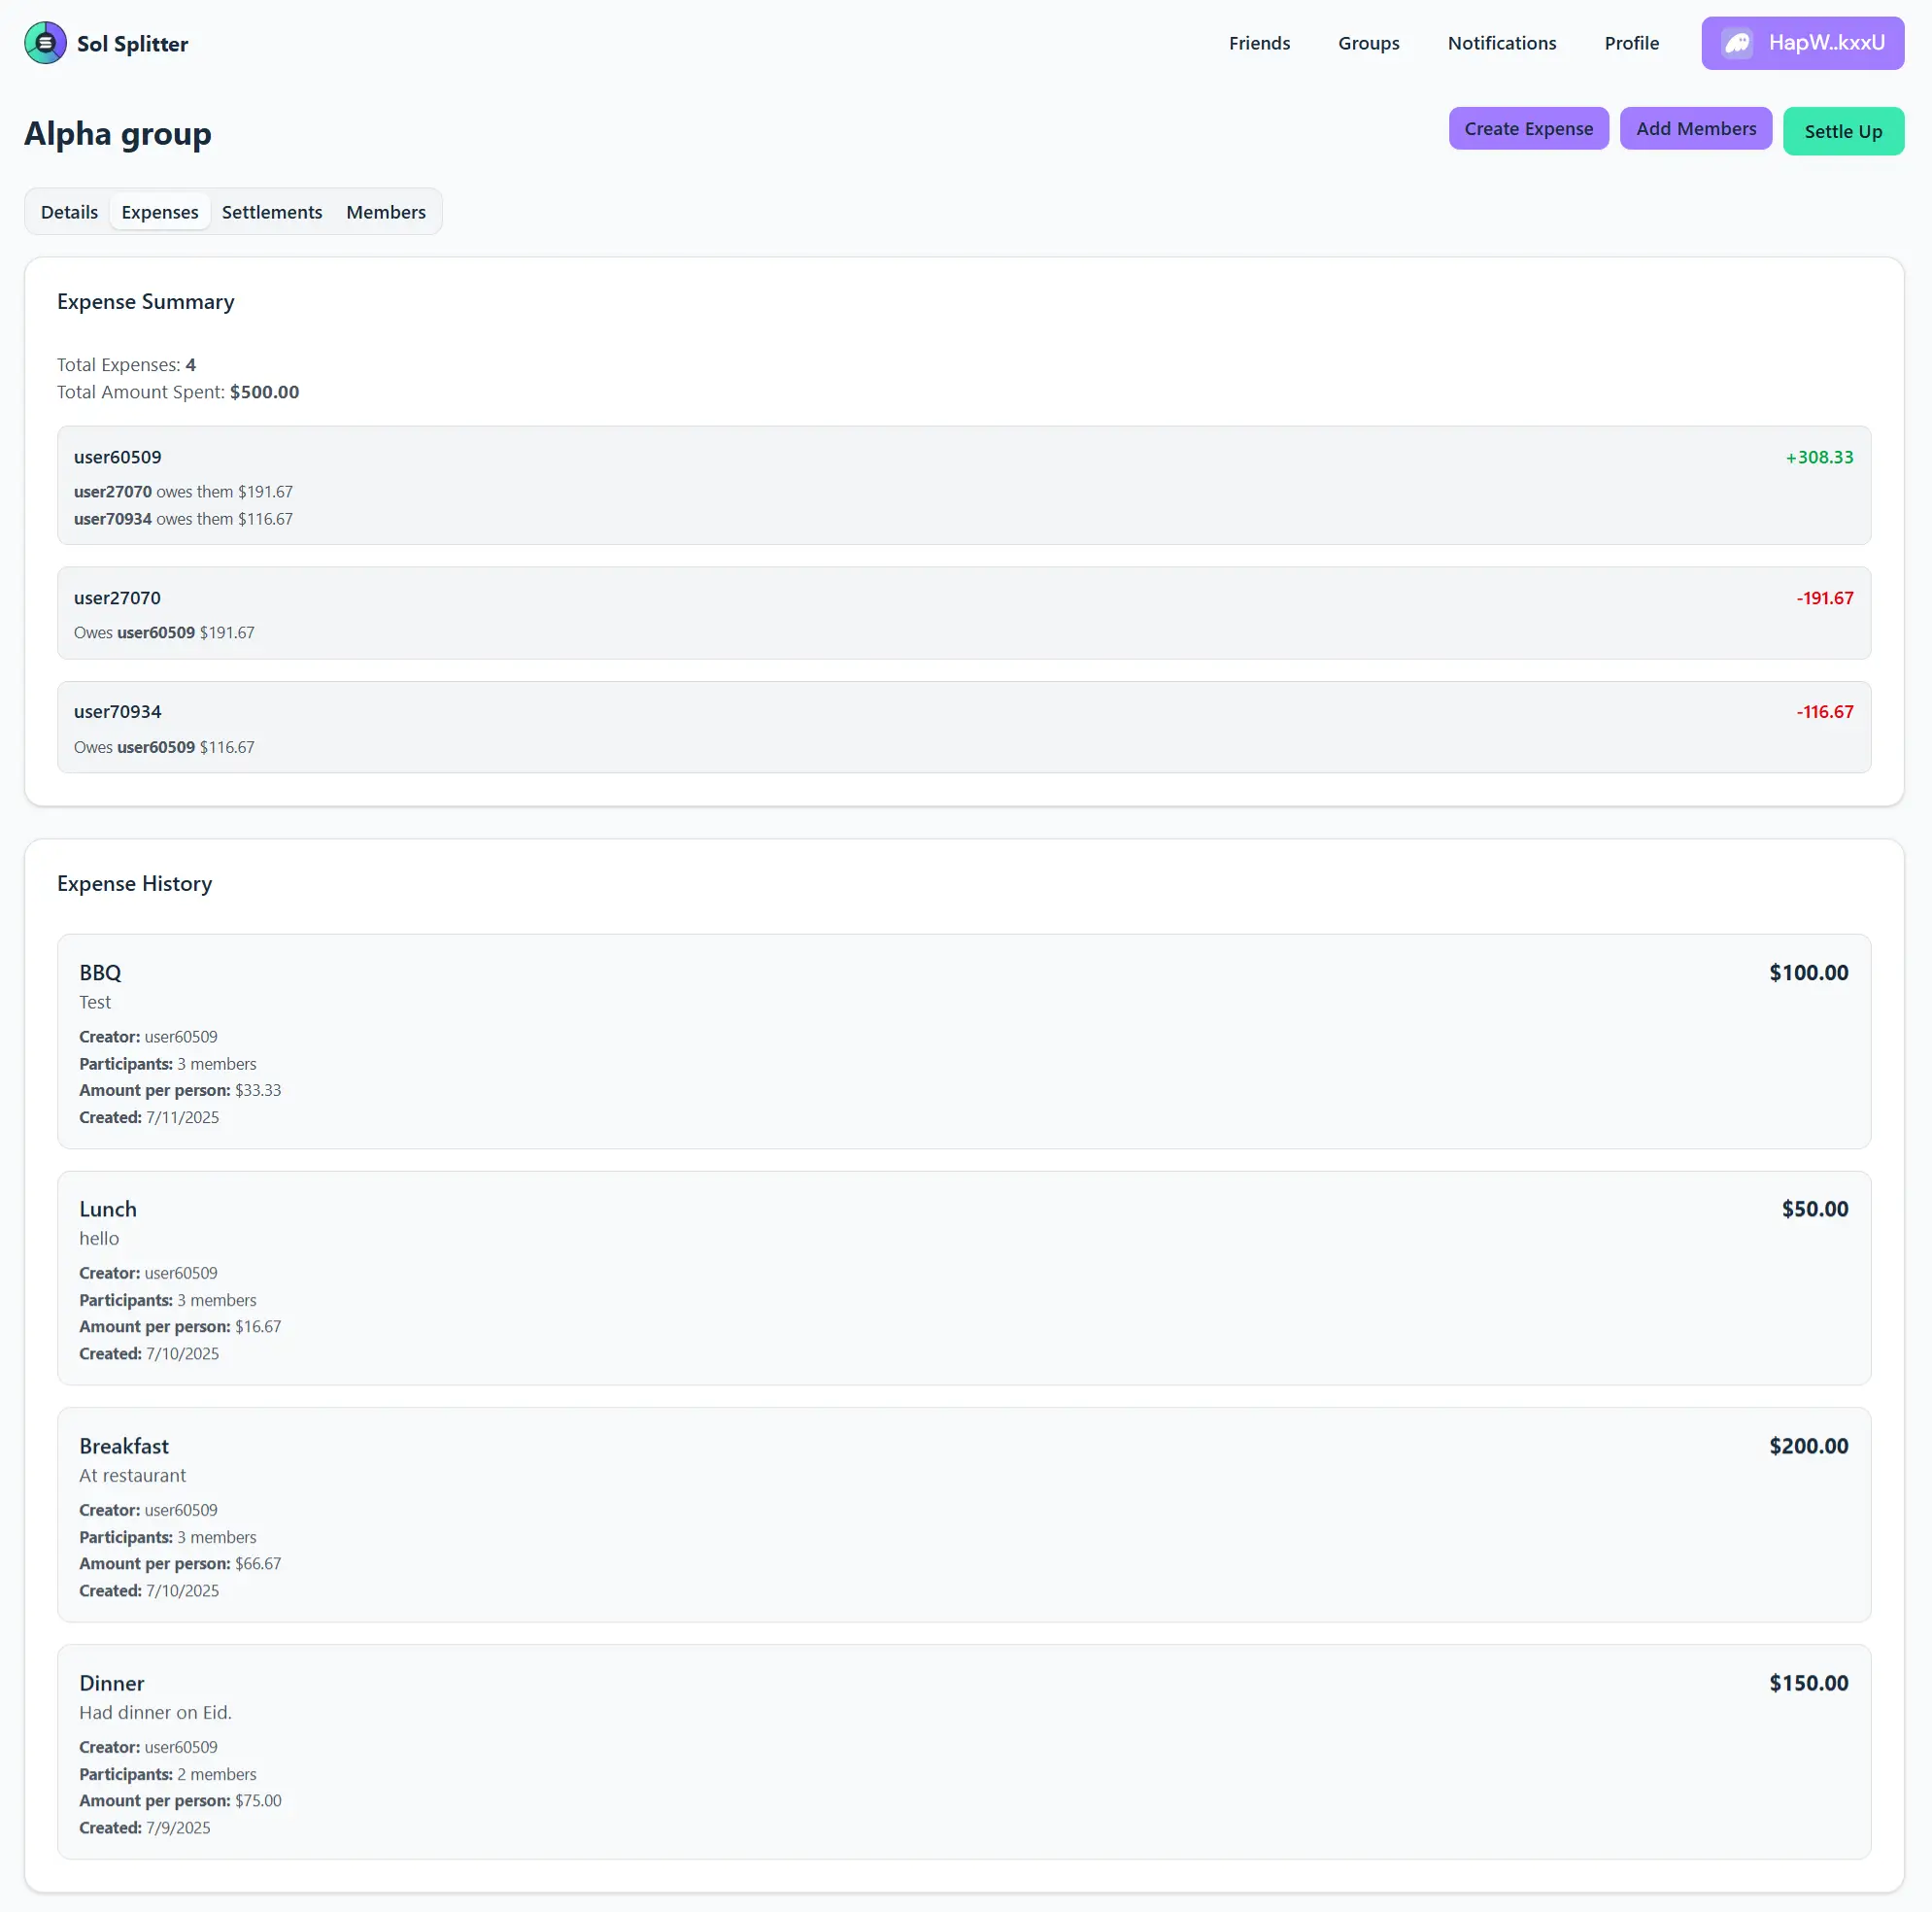 Sol Splitter
Friends
Groups
Notifications
Profile
HapW..kxxU
Alpha group
Create Expense
Add Members
Settle Up
Details
Expenses
Settlements
Members
Expense Summary
Total Expenses: 4
Total Amount Spent: $500.00
user60509
+308.33
user27070 owes them $191.67
user70934 owes them $116.67
user27070
-191.67
Owes user60509 $191.67
user70934
-116.67
Owes user60509 $116.67
Expense History
BBQ
$100.00
Test
Creator: user60509
Participants: 3 members
Amount per person: $33.33
Created: 7/11/2025
Lunch
$50.00
hello
Creator: user60509
Participants: 3 members
Amount per person: $16.67
Created: 7/10/2025
Breakfast
$200.00
At restaurant
Creator: user60509
Participants: 3 members
Amount per person: $66.67
Created: 7/10/2025
Dinner
$150.00
Had dinner on Eid.
Creator: user60509
Participants: 2 members
Amount per person: $75.00
Created: 7/9/2025